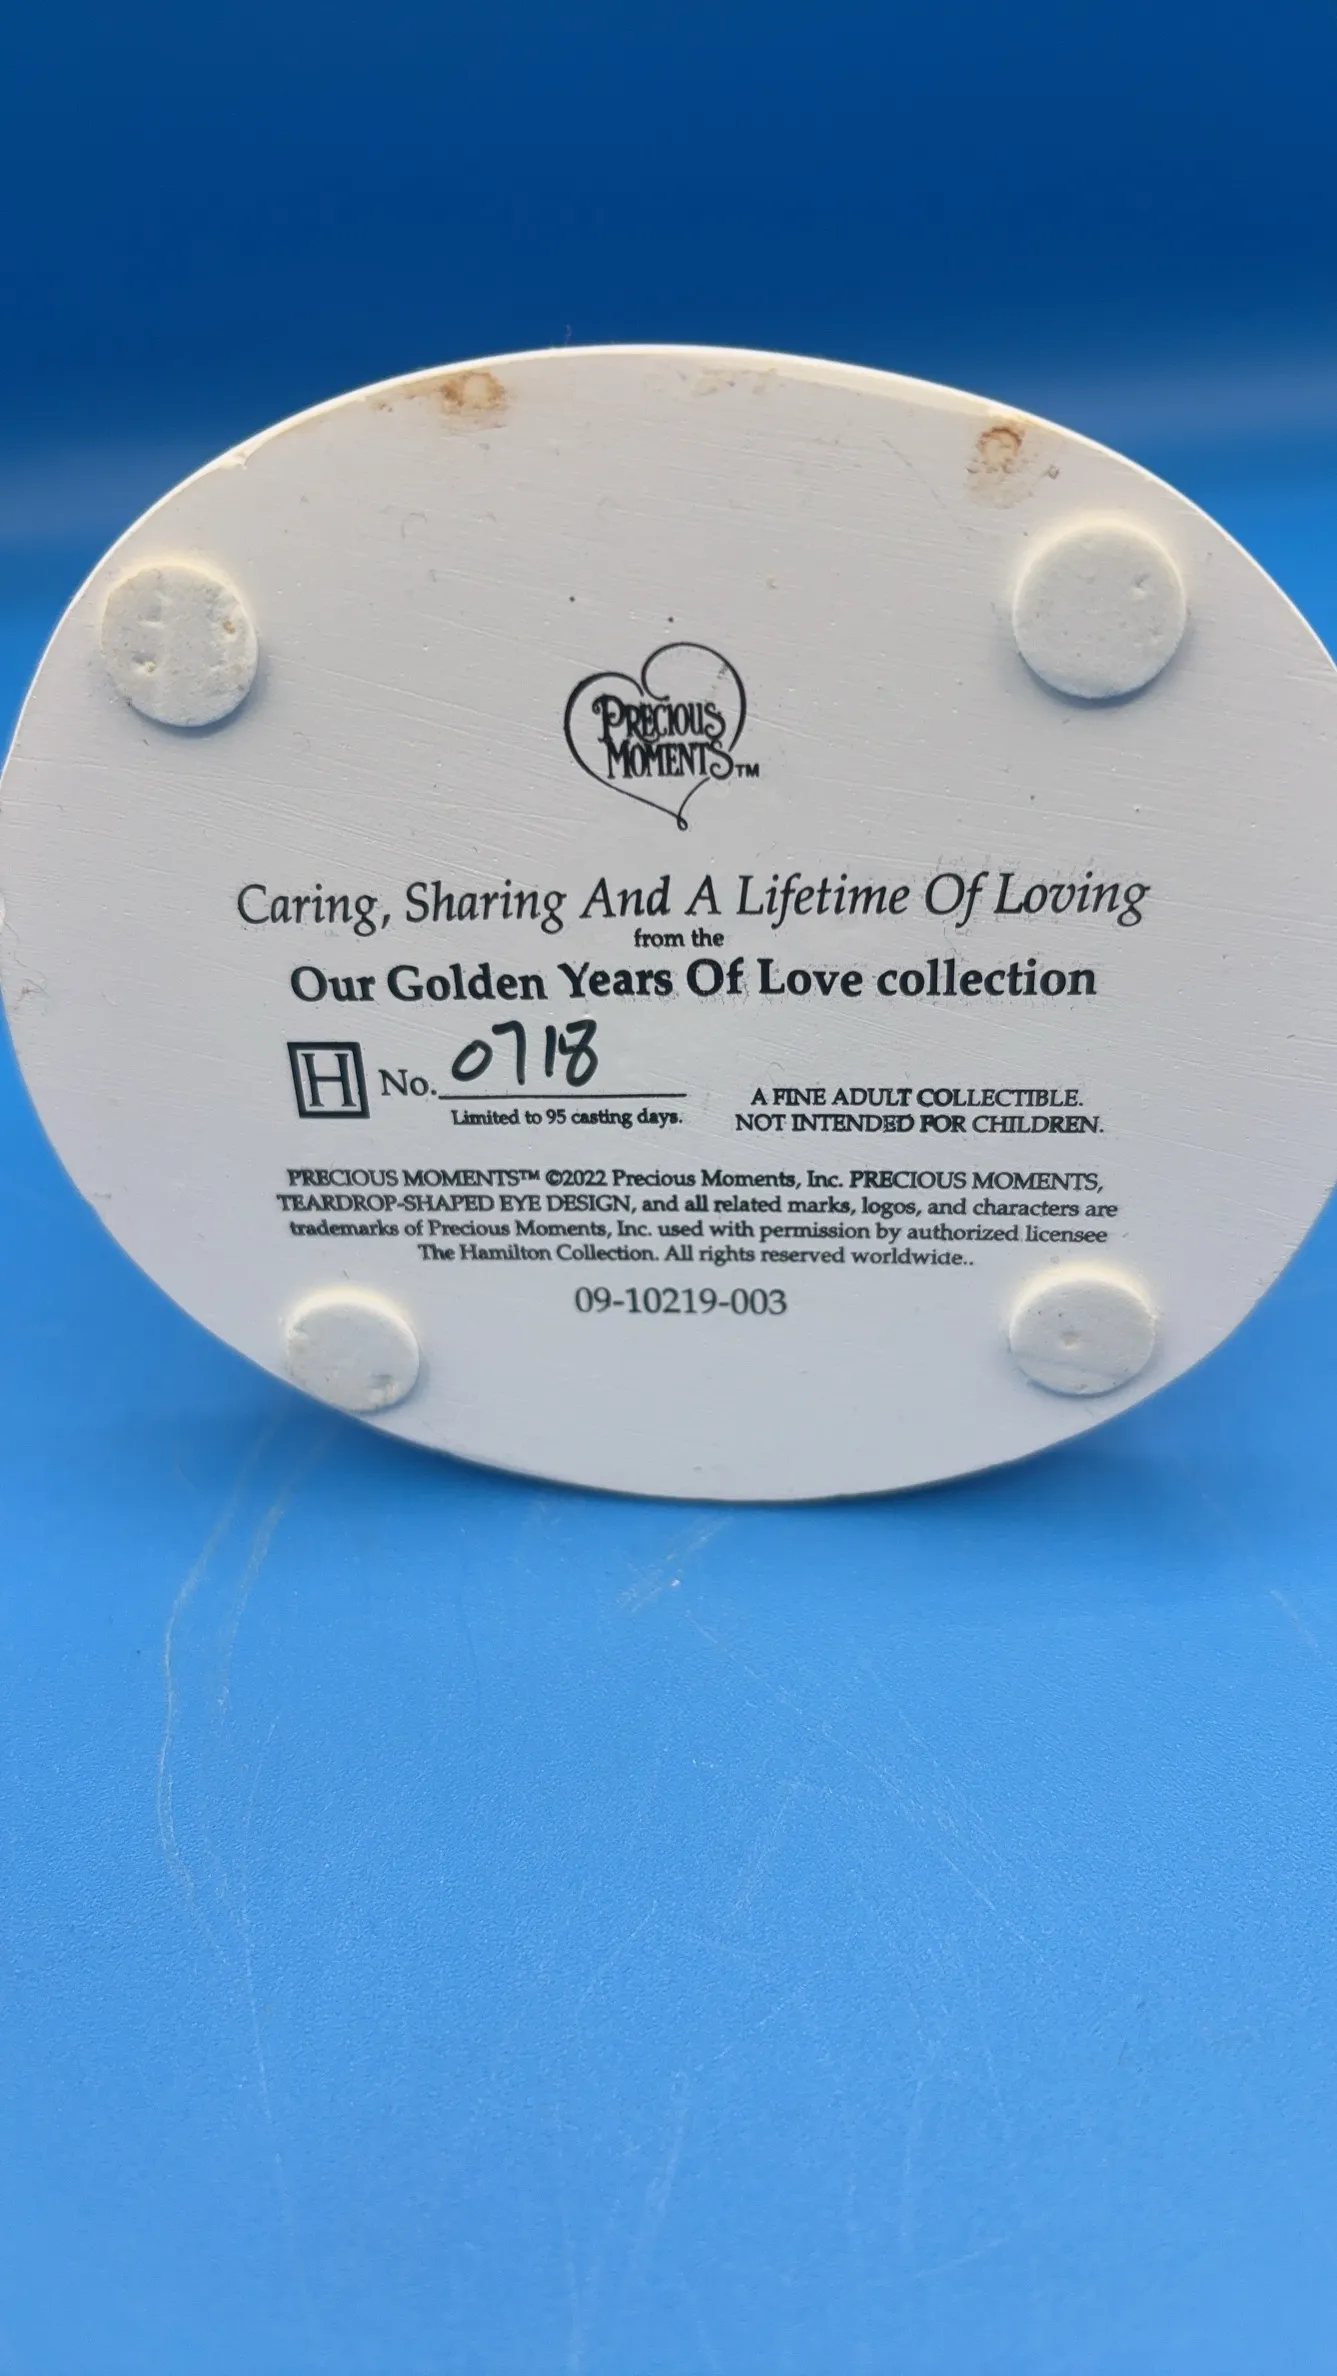 PRECIOUS
MOMENTS™
Caring, Sharing And A Lifetime Of Loving
from the
Our Golden Years Of Love collection
H No. 0718
Limited to 95 casting days.
A FINE ADULT COLLECTIBLE.
NOT INTENDED FOR CHILDREN.
PRECIOUS MOMENTS™ ©2022 Precious Moments, Inc. PRECIOUS MOMENTS,
TEARDROP-SHAPED EYE DESIGN, and all related marks, logos, and characters are
trademarks of Precious Moments, Inc. used with permission by authorized licensee
The Hamilton Collection. All rights reserved worldwide..
09-10219-003